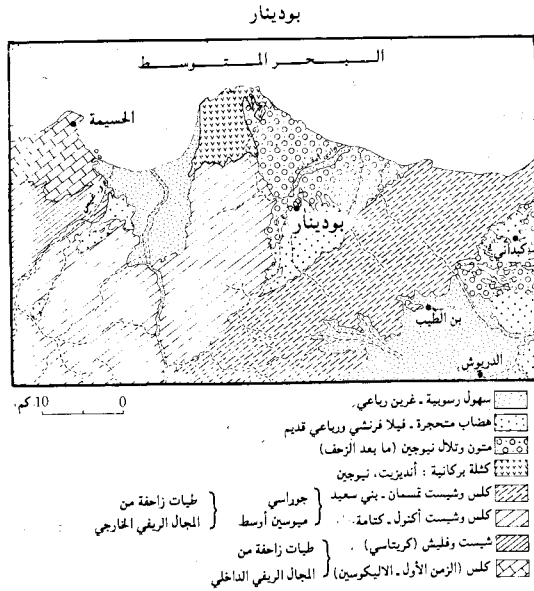 بودينار
البحر المتوسط
الحسيمة
بودينار
كبداني
بن الطيب
الدريوش
10 كم. 0
سهول رسوبية ـ غرين رباعي
هضاب متحجرة ـ فيلا فرنشي ورباعي قديم
متون وتلال نيوجين (ما بعد الزحف)
كتلة بركانية : أنديزيت، نيوجين
كلس وشيست تمسمان ـ بني سعيد
كلس وشيست أكنول ـ كتامة
جوراسي
ميوسين أوسط
طيات زاحفة من
المجال الريفي الخارجي
شيست وفليش (كريتاسي)
كلس (الزمن الأول ـ الاليكوسين)
طيات زاحفة من
المجال الريفي الداخلي